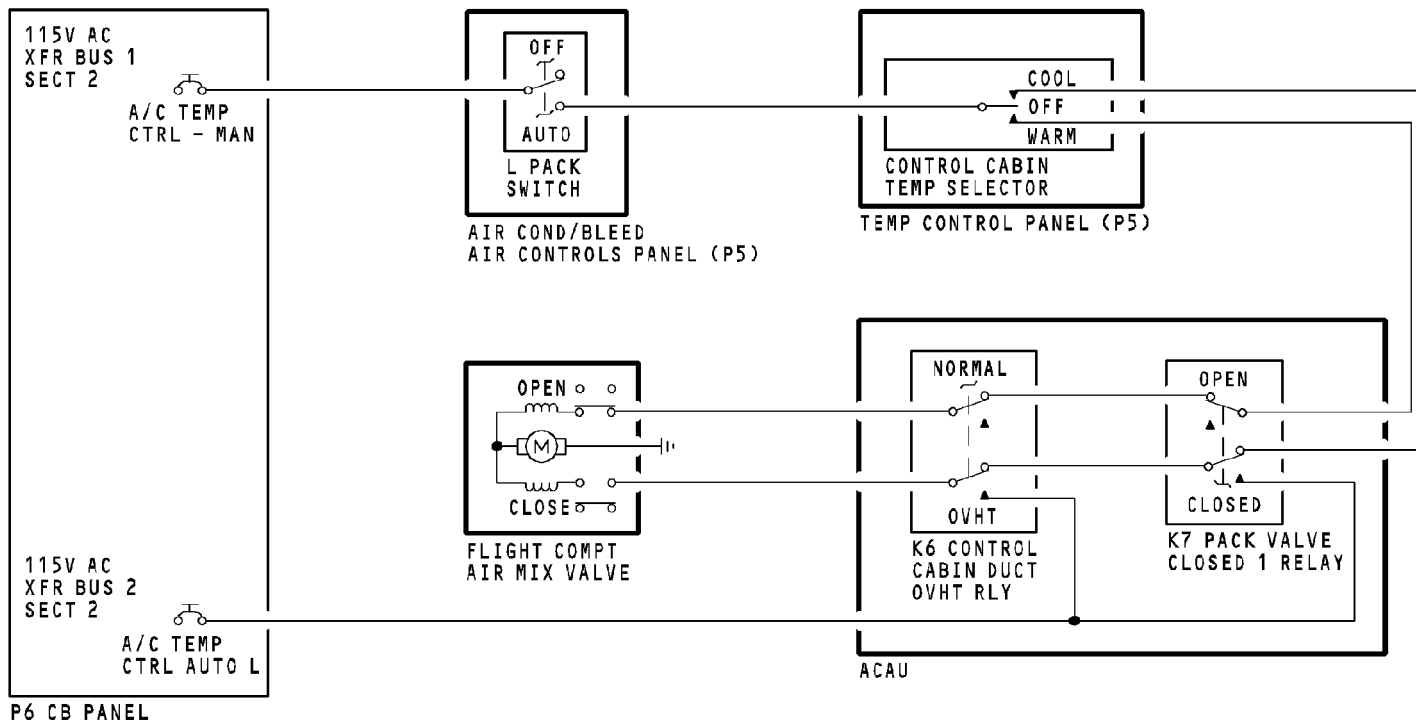 115V AC
XFR BUS 1
SECT 2
A/C TEMP
CTRL - MAN
OFF
AUTO
L PACK
SWITCH
AIR COND/BLEED
AIR CONTROLS PANEL (P5)
COOL
OFF
WARM
CONTROL CABIN
TEMP SELECTOR
TEMP CONTROL PANEL (P5)
OPEN
M
CLOSE
FLIGHT COMPT
AIR MIX VALVE
NORMAL
OVHT
K6 CONTROL
CABIN DUCT
OVHT RLY
OPEN
CLOSED
K7 PACK VALVE
CLOSED 1 RELAY
ACAU
115V AC
XFR BUS 2
SECT 2
A/C TEMP
CTRL AUTO L
P6 CB PANEL